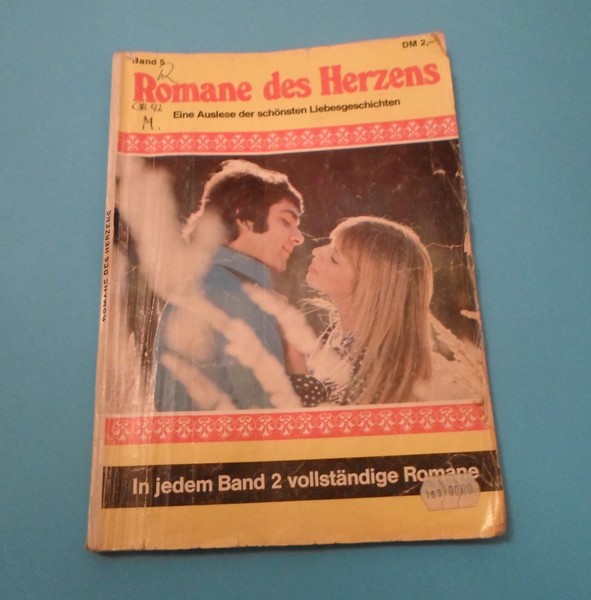 Band 5
DM 2,-
Romane des Herzens
Eine Auslese der schönsten Liebesgeschichten
M.
ROMANE DES HERZENS
In jedem Band 2 vollständige Romane